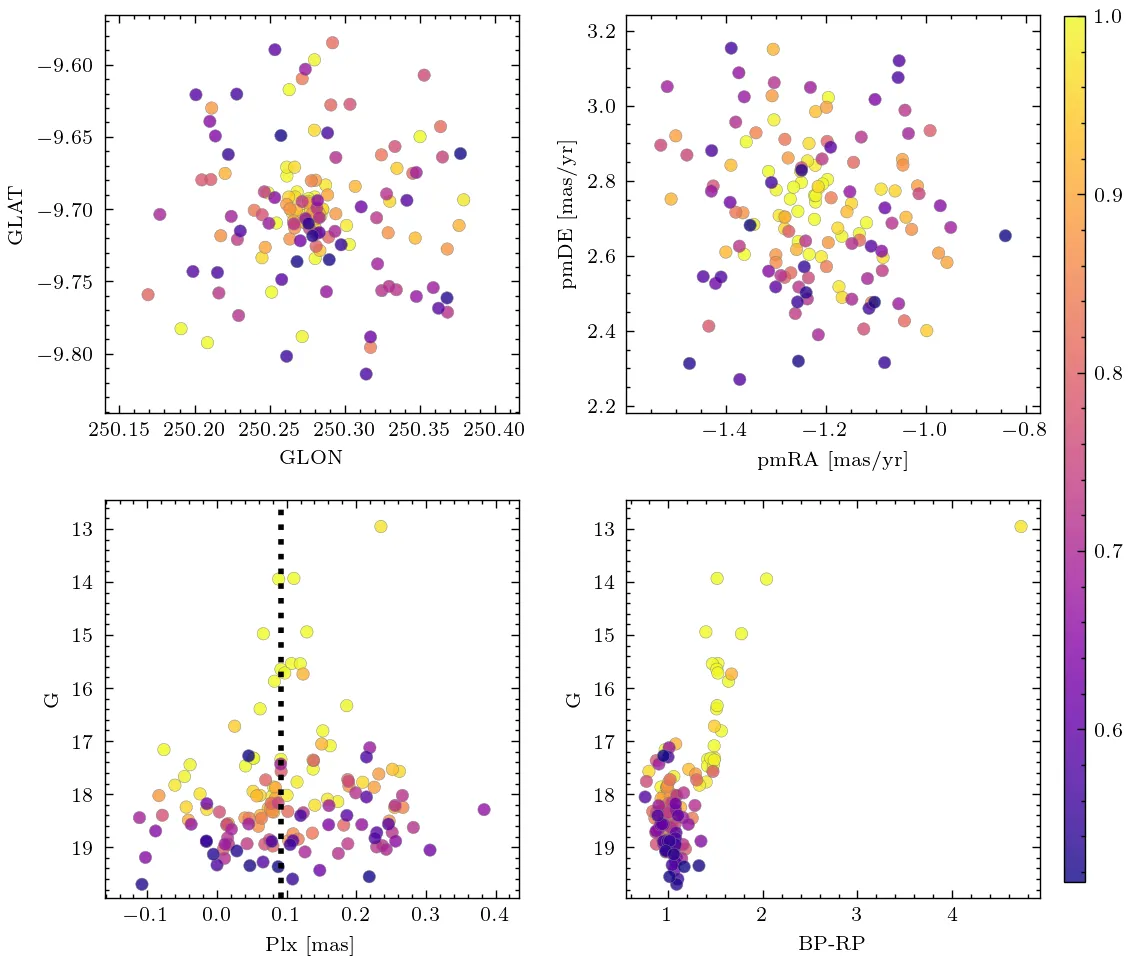 −9.60
−9.65
−9.70
−9.75
−9.80
GLAT
250.15 250.20 250.25 250.30 250.35 250.40
GLON
3.2
3.0
2.8
2.6
2.4
2.2
pmDE [mas/yr]
−1.4 −1.2 −1.0 −0.8
pmRA [mas/yr]
1.0
0.9
0.8
0.7
0.6
13
14
15
16
17
18
19
G
−0.1 0.0 0.1 0.2 0.3 0.4
Plx [mas]
13
14
15
16
17
18
19
G
1 2 3 4
BP-RP